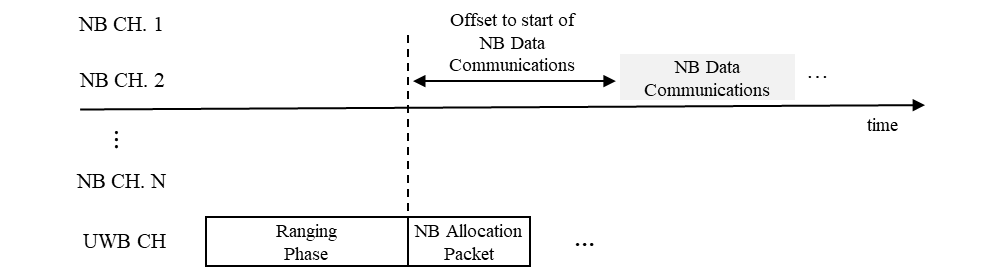 NB CH. 1
Offset to start of
NB Data
Communications
NB CH. 2
NB Data
Communications
...
time
⋮
NB CH. N
UWB CH
Ranging
Phase
NB Allocation
Packet
...